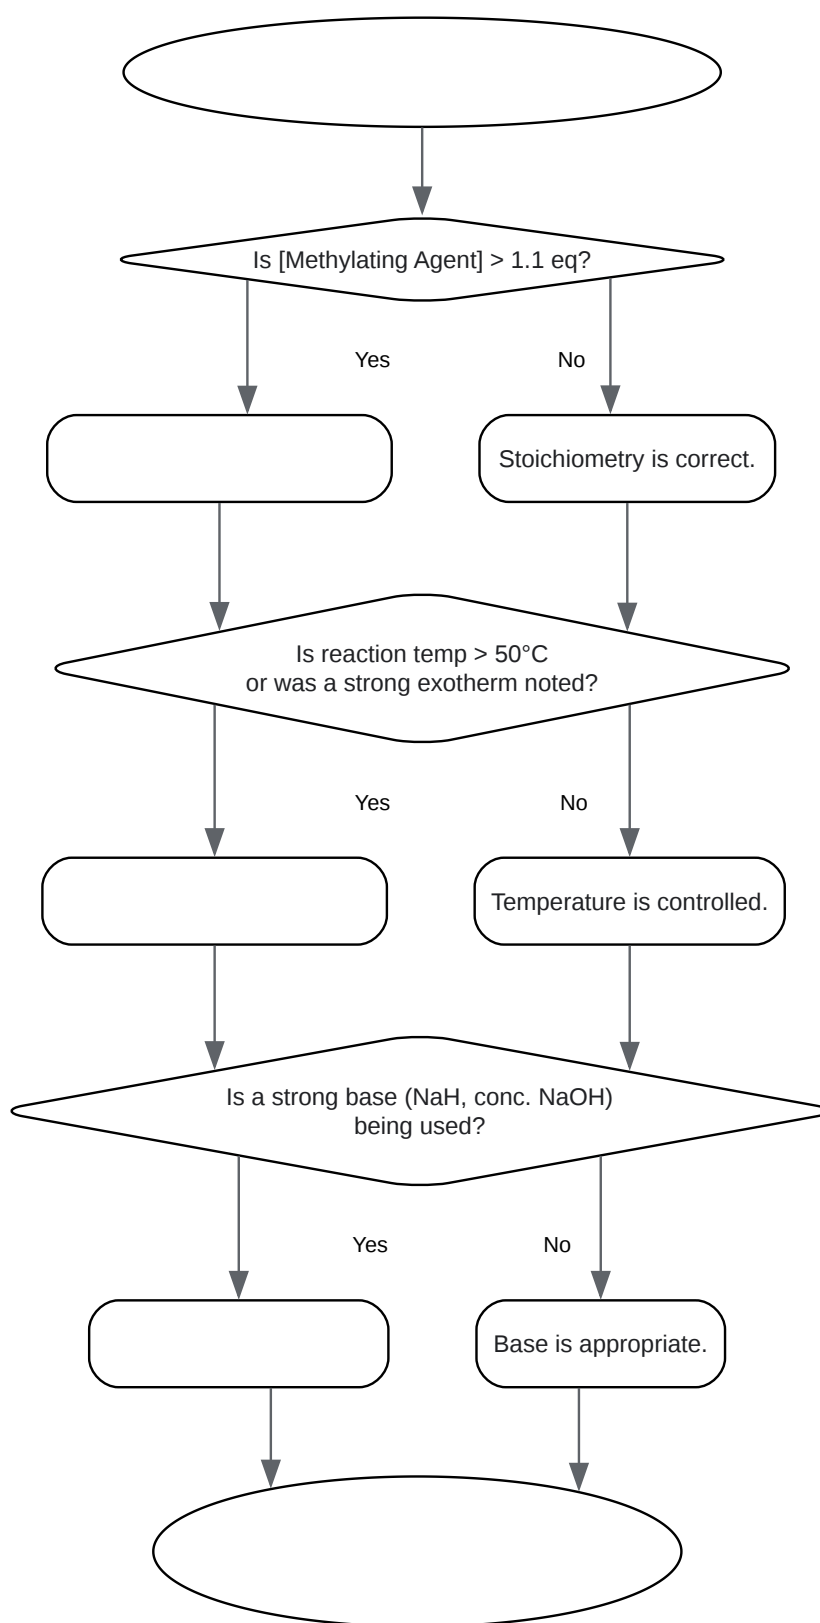 Is [Methylating Agent] > 1.1 eq?
Yes
No
Stoichiometry is correct.
Is reaction temp > 50°C
or was a strong exotherm noted?
Yes
No
Temperature is controlled.
Is a strong base (NaH, conc. NaOH)
being used?
Yes
No
Base is appropriate.